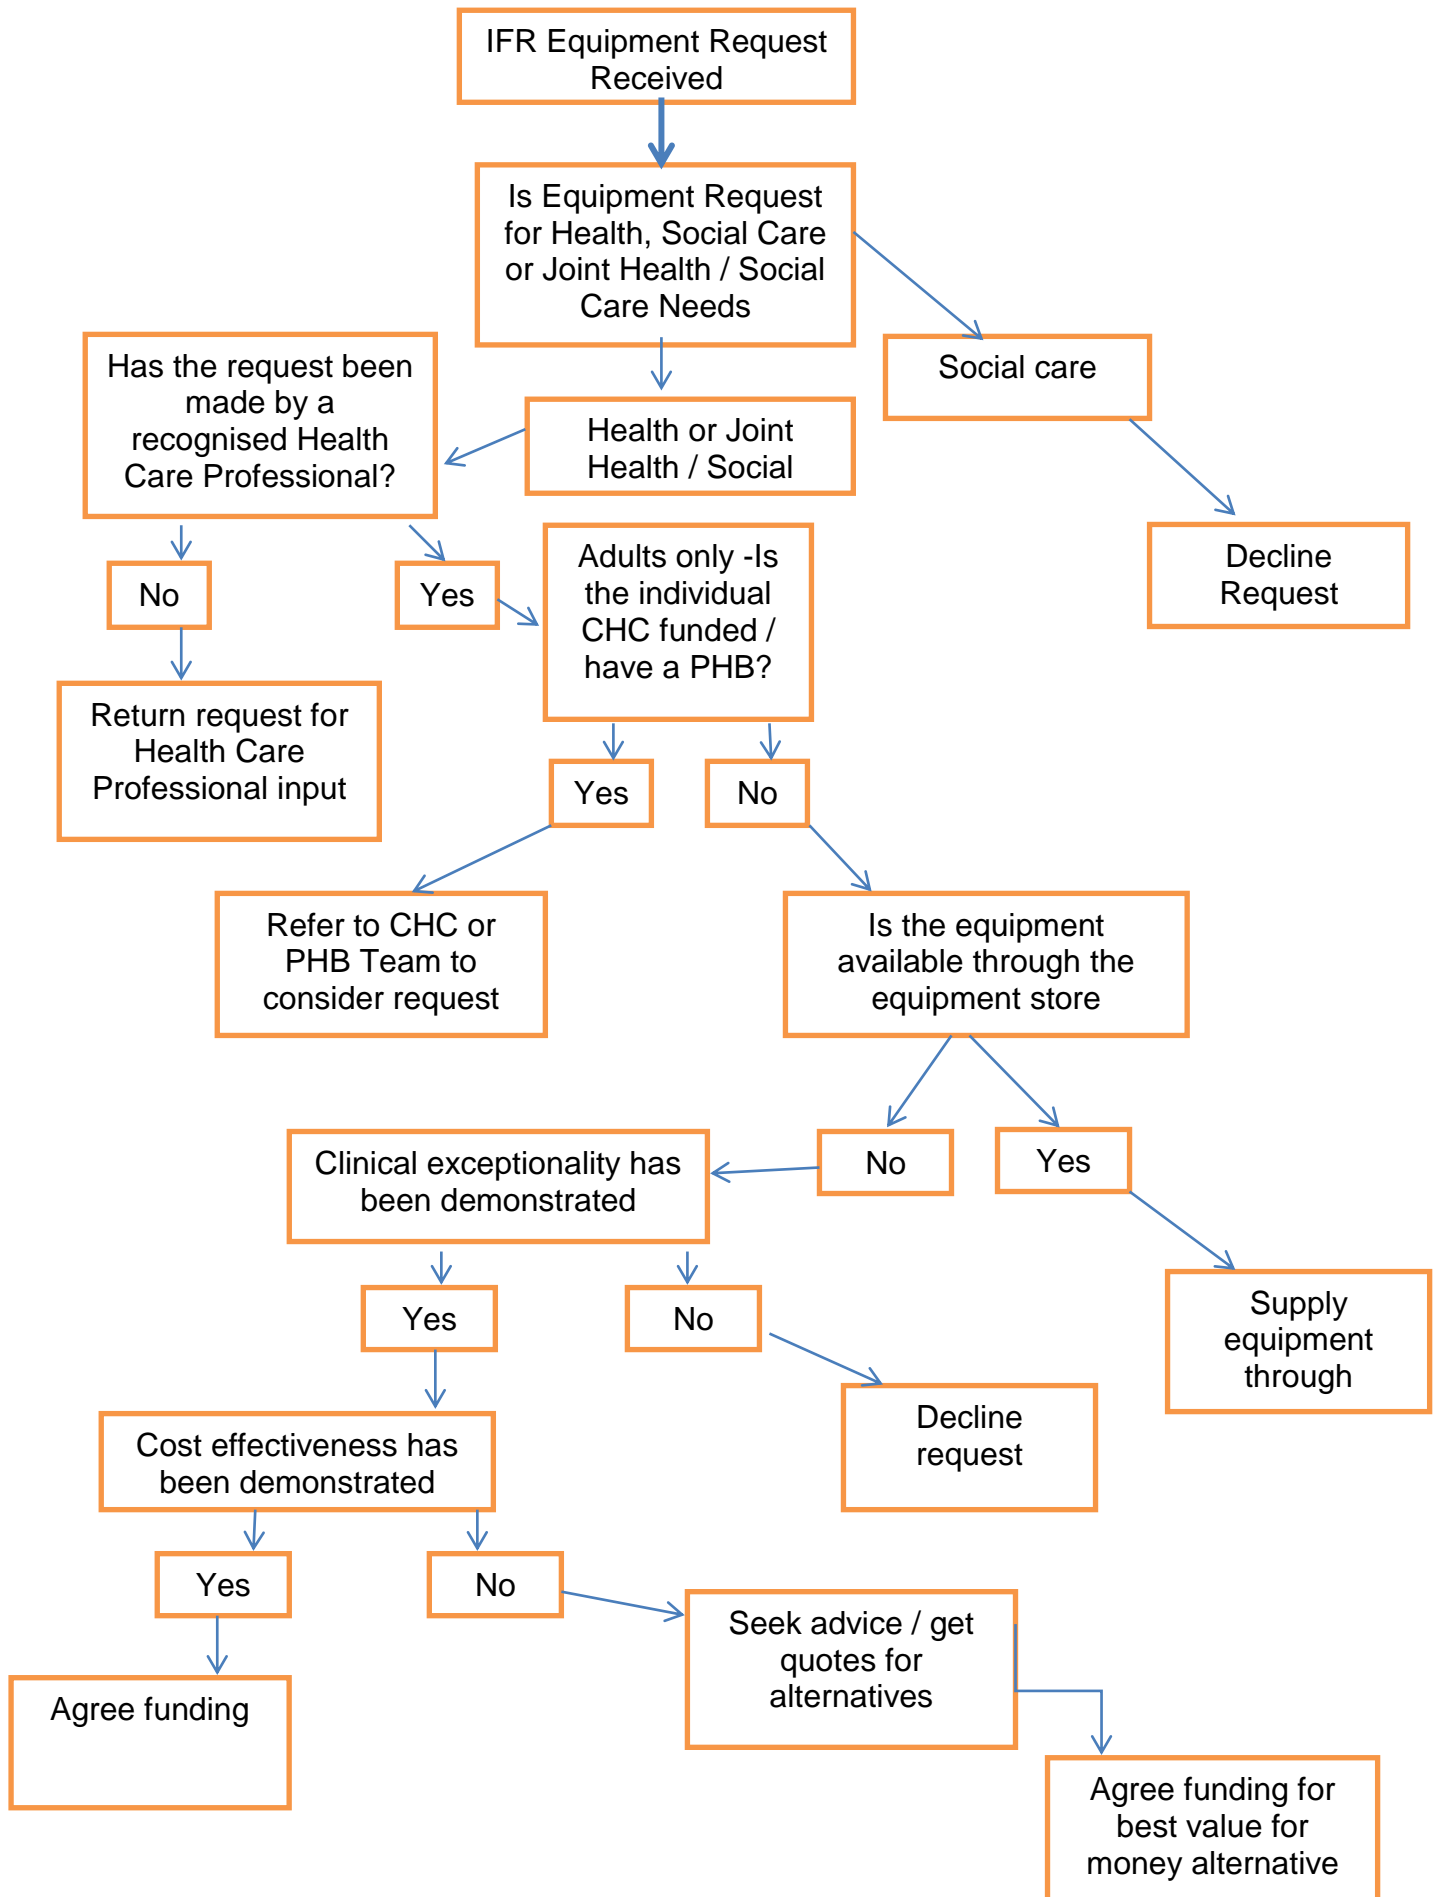 IFR Equipment Request
Received
Is Equipment Request
for Health, Social Care
or Joint Health / Social
Care Needs
Has the request been
made by a
recognised Health
Care Professional?
Social care
Health or Joint
Health / Social
Decline
Request
No
Yes
Adults only -Is
the individual
CHC funded /
have a PHB?
Return request for
Health Care
Professional input
Yes
No
Refer to CHC or
PHB Team to
consider request
Is the equipment
available through the
equipment store
Clinical exceptionality has
been demonstrated
No
Yes
Yes
No
Supply
equipment
through
Decline
request
Cost effectiveness has
been demonstrated
Yes
No
Seek advice / get
quotes for
alternatives
Agree funding
Agree funding for
best value for
money alternative